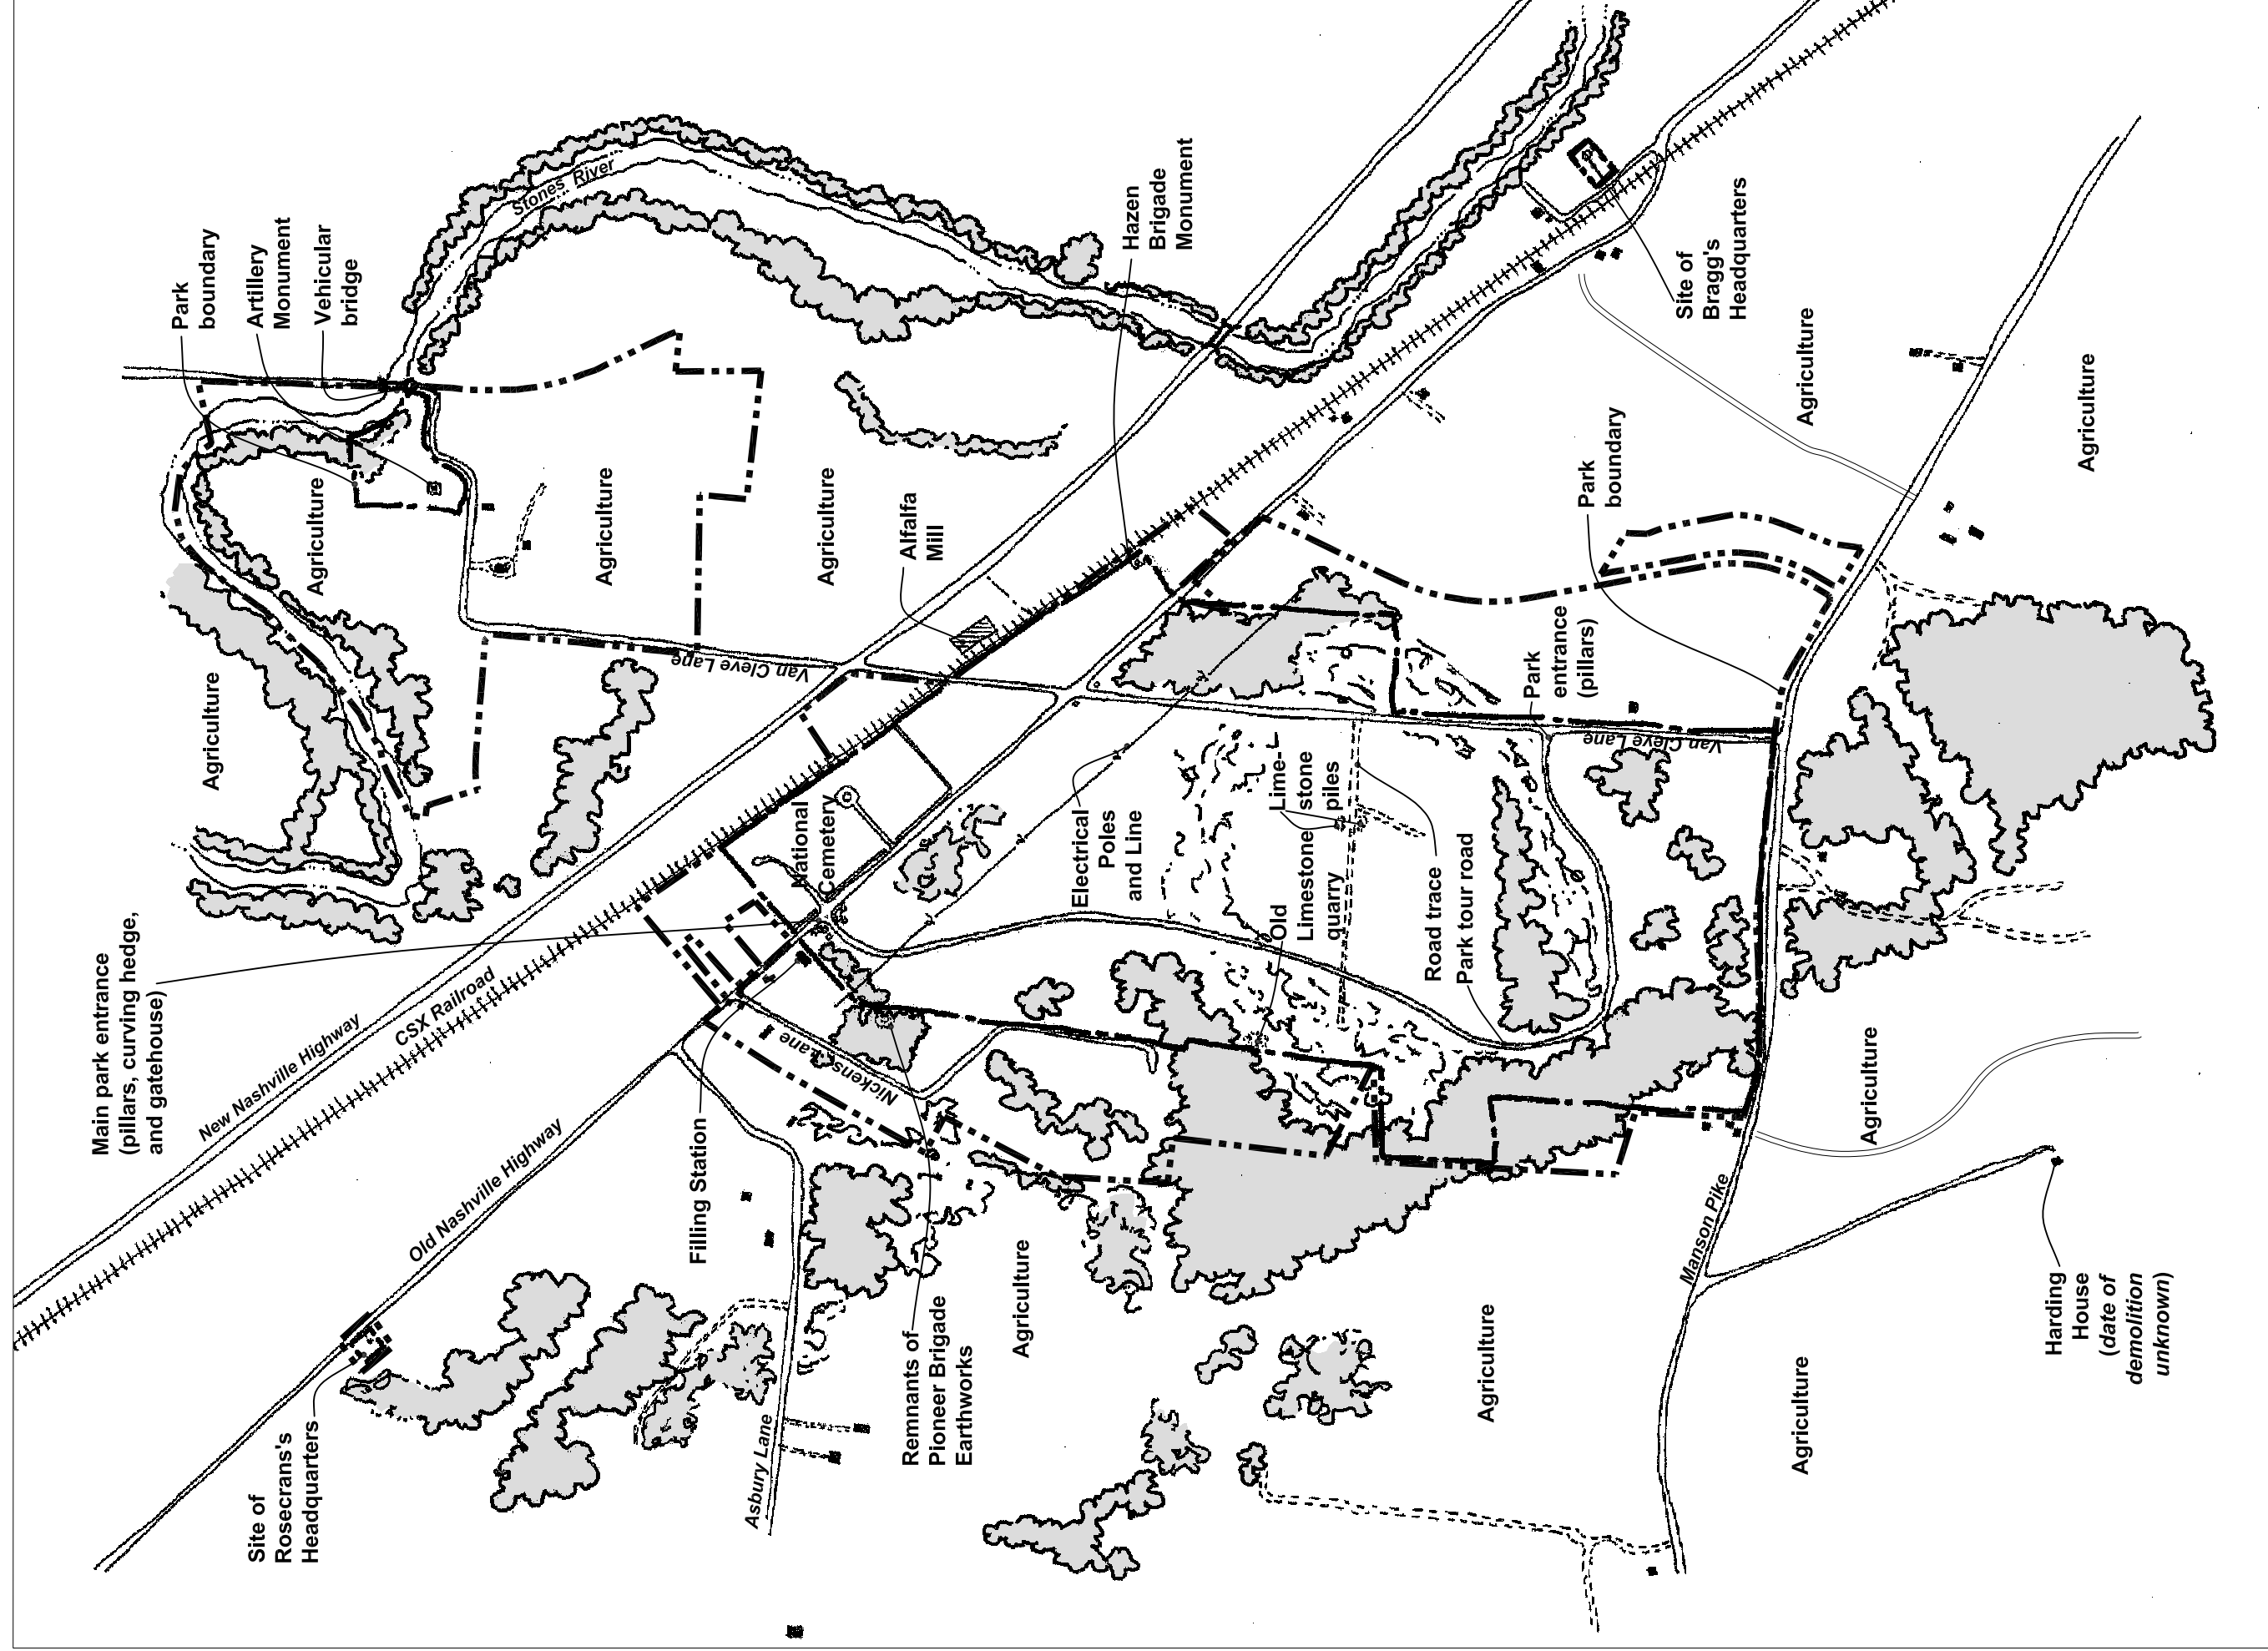 Park
boundary
Artillery
Monument
Vehicular
bridge
Stones River
Hazen
Brigade
Monument
Site of
Bragg's
Headquarters
Agriculture
Agriculture
Park
boundary
Agriculture
Agriculture
Agriculture
Alfalfa
Mill
Agriculture
Van Cleve Lane
Park
entrance
(pillars)
Van Cleve Lane
National
Cemetery
Electrical
Poles
and Line
Lime-
stone
piles
Old
Limestone
quarry
Road trace
Park tour road
Main park entrance
(pillars, curving hedge,
and gatehouse)
New Nashville Highway
CSX Railroad
Old Nashville Highway
Nickens Lane
Filling Station
Agriculture
Manson Pike
Harding
House
(date of
demolition
unknown)
Agriculture
Agriculture
Agriculture
Remnants of
Pioneer Brigade
Earthworks
Asbury Lane
Site of
Rosecrans's
Headquarters